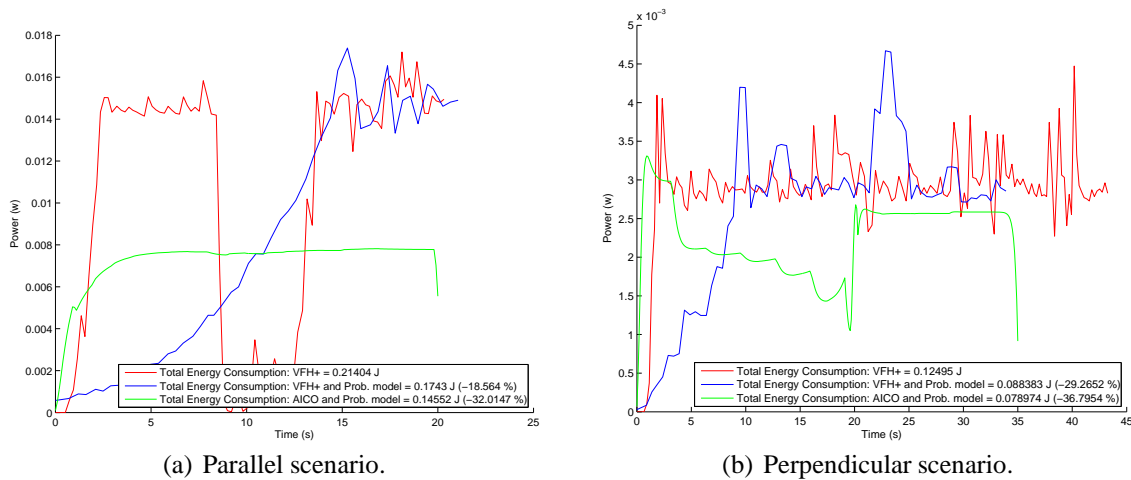 0.018
0.016
0.014
0.012
0.01
0.008
0.006
0.004
0.002
0
Power (w)
0 5 10 15 20 25
Time (s)
Total Energy Consumption: VFH+ = 0.21404 J
Total Energy Consumption: VFH+ and Prob. model = 0.1743 J (−18.564 %)
Total Energy Consumption: AICO and Prob. model = 0.14552 J (−32.0147 %)
(a) Parallel scenario.
x 10−3
5
4.5
4
3.5
3
2.5
2
1.5
1
0.5
0
Power (w)
0 5 10 15 20 25 30 35 40 45
Time (s)
Total Energy Consumption: VFH+ = 0.12495 J
Total Energy Consumption: VFH+ and Prob. model = 0.088383 J (−29.2652 %)
Total Energy Consumption: AICO and Prob. model = 0.078974 J (−36.7954 %)
(b) Perpendicular scenario.